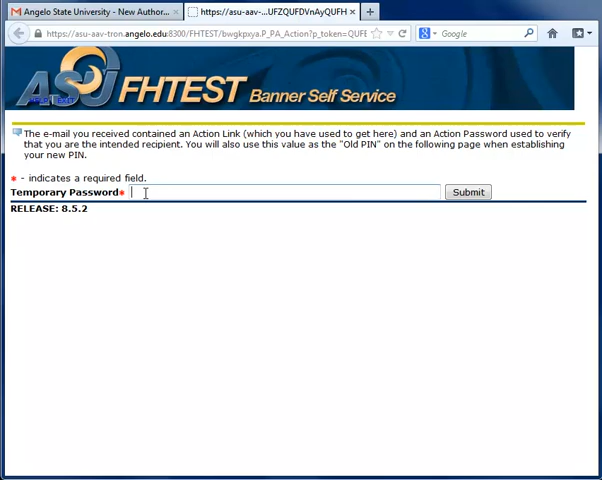 Angelo State University - New Author...
https://asu-aav-...UFZQUFDVnAyQUFH
https://asu-aav-tron.angelo.edu:8300/FHTEST/bwgkpxya.P_PA_Action?p_token=QUFE
Google
ASU FHTEST Banner Self Service
The e-mail you received contained an Action Link (which you have used to get here) and an Action Password used to verify
that you are the intended recipient. You will also use this value as the "Old PIN" on the following page when establishing
your new PIN.
* - indicates a required field.
Temporary Password* Submit
RELEASE: 8.5.2